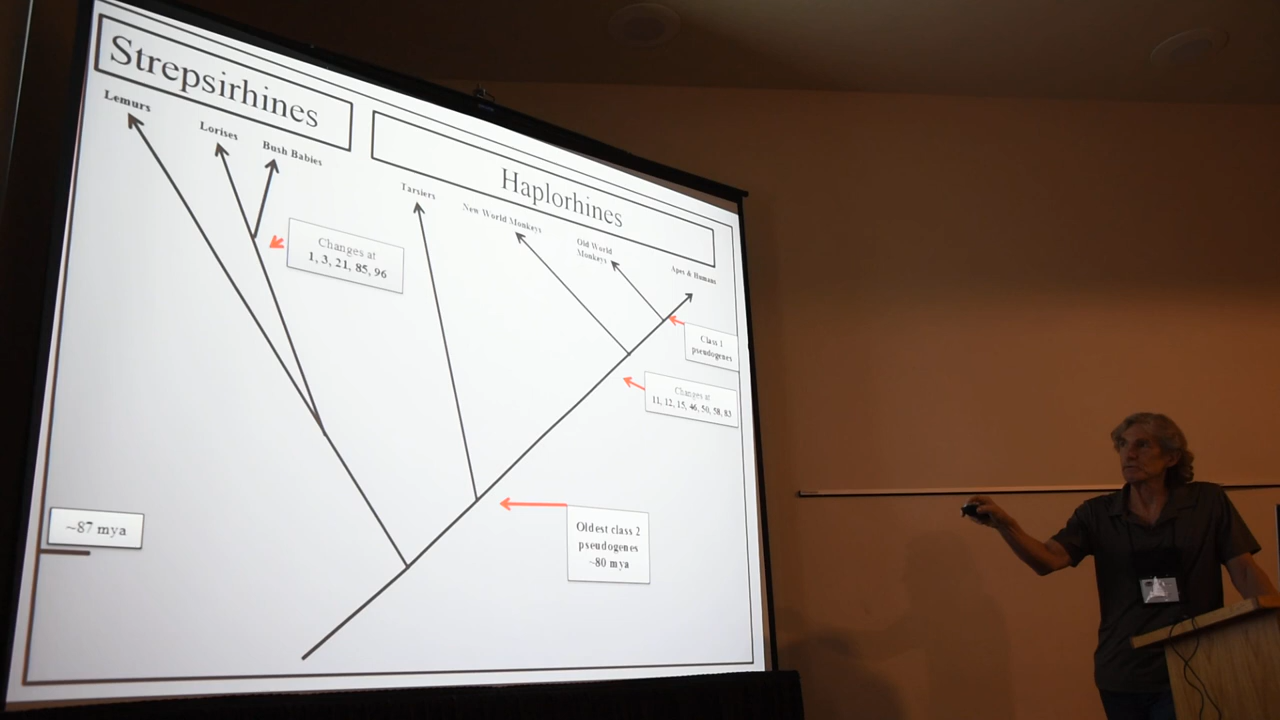 Strepsirhines
Haplorhines
Lemurs
Lorises
Bush Babies
Tarsiers
New World Monkeys
Old World
Monkeys
Apes & Humans
Changes at
1, 3, 21, 85, 96
Class 1
pseudogenes
Changes at
11, 12, 15, 46, 50, 58, 83
Oldest class 2
pseudogenes
~80 mya
~87 mya